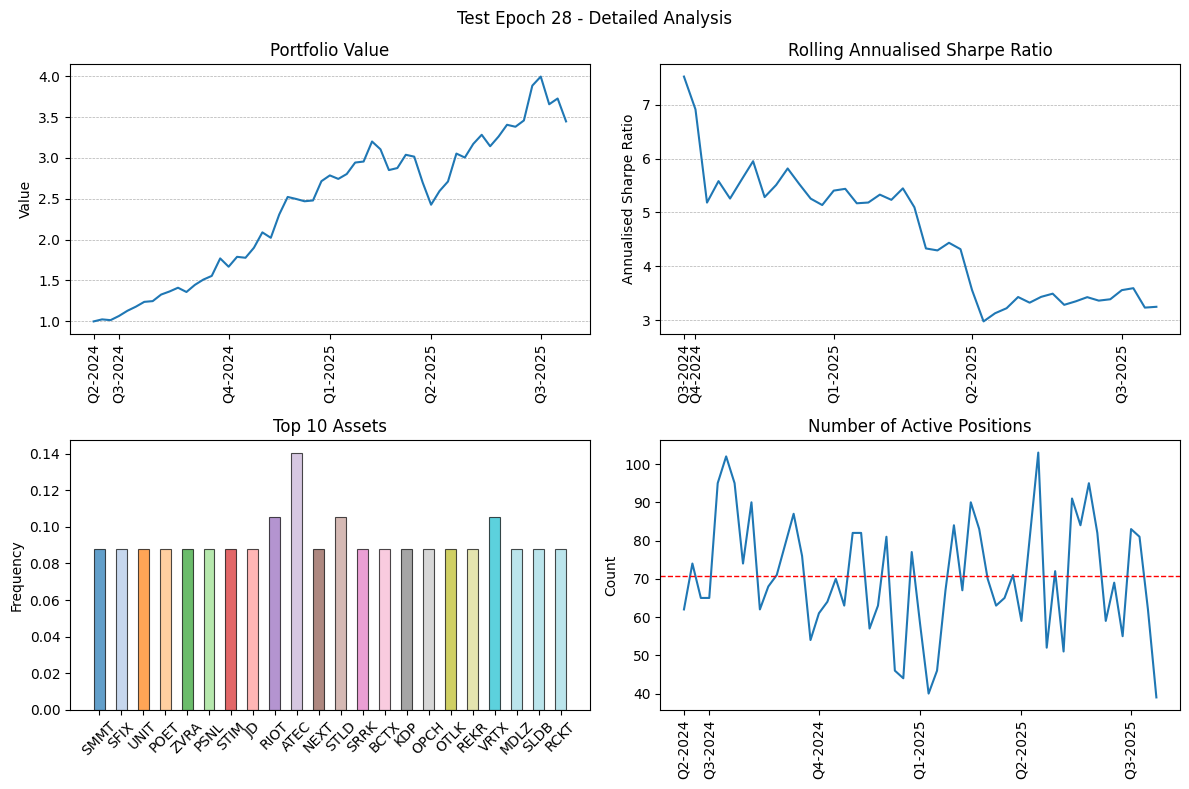 Test Epoch 28 - Detailed Analysis
Portfolio Value
Value
4.0
3.5
3.0
2.5
2.0
1.5
1.0
Q2-2024
Q3-2024
Q4-2024
Q1-2025
Q2-2025
Q3-2025
Rolling Annualised Sharpe Ratio
Annualised Sharpe Ratio
7
6
5
4
3
Q3-2024
Q4-2024
Q1-2025
Q2-2025
Q3-2025
Top 10 Assets
Frequency
0.14
0.12
0.10
0.08
0.06
0.04
0.02
0.00
SMMT
SFIX
UNIT
POET
ZVRA
PSNL
STIM
JD
RIOT
ATEC
NEXT
STLD
SRRK
BCTX
KDP
OPCH
OTLK
REKR
VRTX
MDLZ
SLDB
RCKT
Number of Active Positions
Count
100
90
80
70
60
50
40
Q2-2024
Q3-2024
Q4-2024
Q1-2025
Q2-2025
Q3-2025